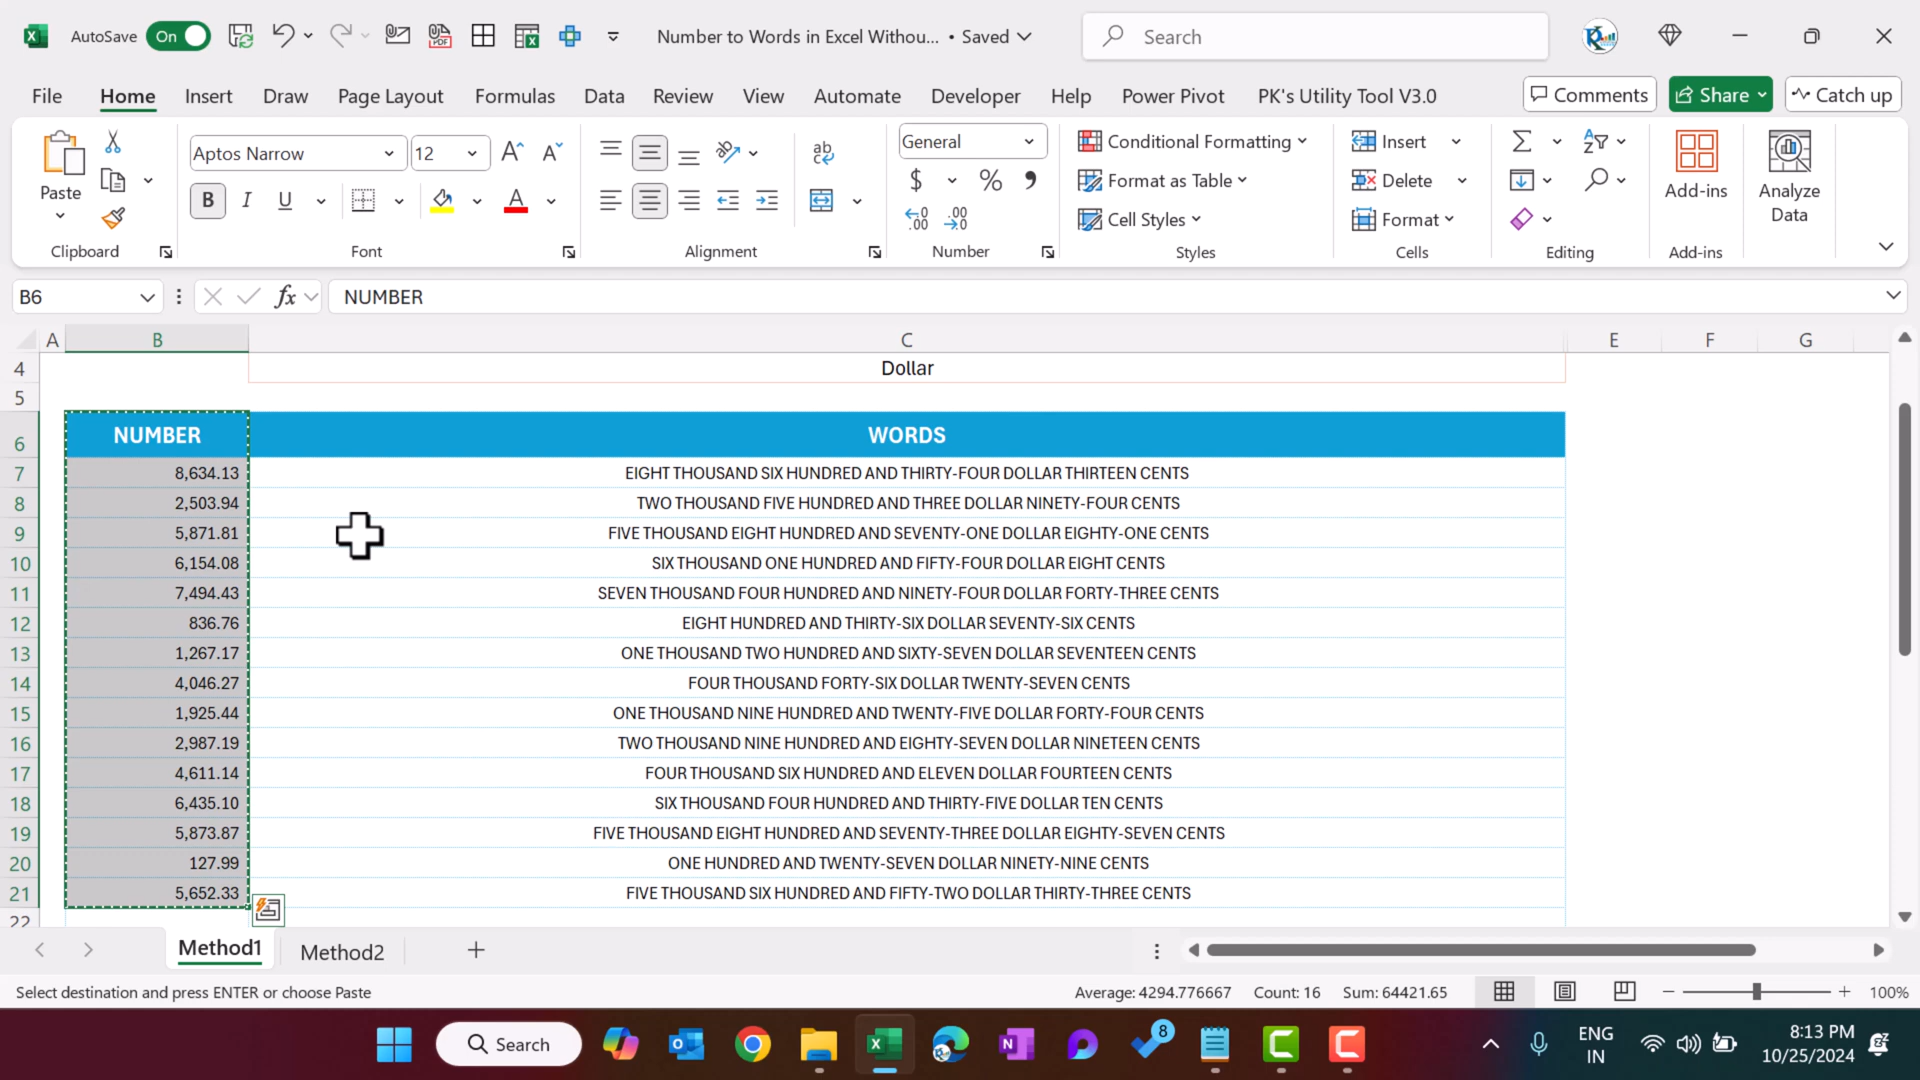 AutoSave On Number to Words in Excel Withou... • Saved Search
File Home Insert Draw Page Layout Formulas Data Review View Automate Developer Help Power Pivot PK's Utility Tool V3.0 Comments Share Catch up
Paste
Clipboard
Aptos Narrow 12
B I U A
Font
ab
Alignment
General
$ % ,
Number
Conditional Formatting
Format as Table
Cell Styles
Styles
Insert
Delete
Format
Cells
Editing
Add-ins
Add-ins
Analyze
Data
B6 fx NUMBER
A B C E F G
4 Dollar
5
6 NUMBER WORDS
7 8,634.13 EIGHT THOUSAND SIX HUNDRED AND THIRTY-FOUR DOLLAR THIRTEEN CENTS
8 2,503.94 TWO THOUSAND FIVE HUNDRED AND THREE DOLLAR NINETY-FOUR CENTS
9 5,871.81 FIVE THOUSAND EIGHT HUNDRED AND SEVENTY-ONE DOLLAR EIGHTY-ONE CENTS
10 6,154.08 SIX THOUSAND ONE HUNDRED AND FIFTY-FOUR DOLLAR EIGHT CENTS
11 7,494.43 SEVEN THOUSAND FOUR HUNDRED AND NINETY-FOUR DOLLAR FORTY-THREE CENTS
12 836.76 EIGHT HUNDRED AND THIRTY-SIX DOLLAR SEVENTY-SIX CENTS
13 1,267.17 ONE THOUSAND TWO HUNDRED AND SIXTY-SEVEN DOLLAR SEVENTEEN CENTS
14 4,046.27 FOUR THOUSAND FORTY-SIX DOLLAR TWENTY-SEVEN CENTS
15 1,925.44 ONE THOUSAND NINE HUNDRED AND TWENTY-FIVE DOLLAR FORTY-FOUR CENTS
16 2,987.19 TWO THOUSAND NINE HUNDRED AND EIGHTY-SEVEN DOLLAR NINETEEN CENTS
17 4,611.14 FOUR THOUSAND SIX HUNDRED AND ELEVEN DOLLAR FOURTEEN CENTS
18 6,435.10 SIX THOUSAND FOUR HUNDRED AND THIRTY-FIVE DOLLAR TEN CENTS
19 5,873.87 FIVE THOUSAND EIGHT HUNDRED AND SEVENTY-THREE DOLLAR EIGHTY-SEVEN CENTS
20 127.99 ONE HUNDRED AND TWENTY-SEVEN DOLLAR NINETY-NINE CENTS
21 5,652.33 FIVE THOUSAND SIX HUNDRED AND FIFTY-TWO DOLLAR THIRTY-THREE CENTS
22
Method1 Method2
Select destination and press ENTER or choose Paste Average: 4294.776667 Count: 16 Sum: 64421.65 100%
Search 8 ENG 8:13 PM
IN 10/25/2024